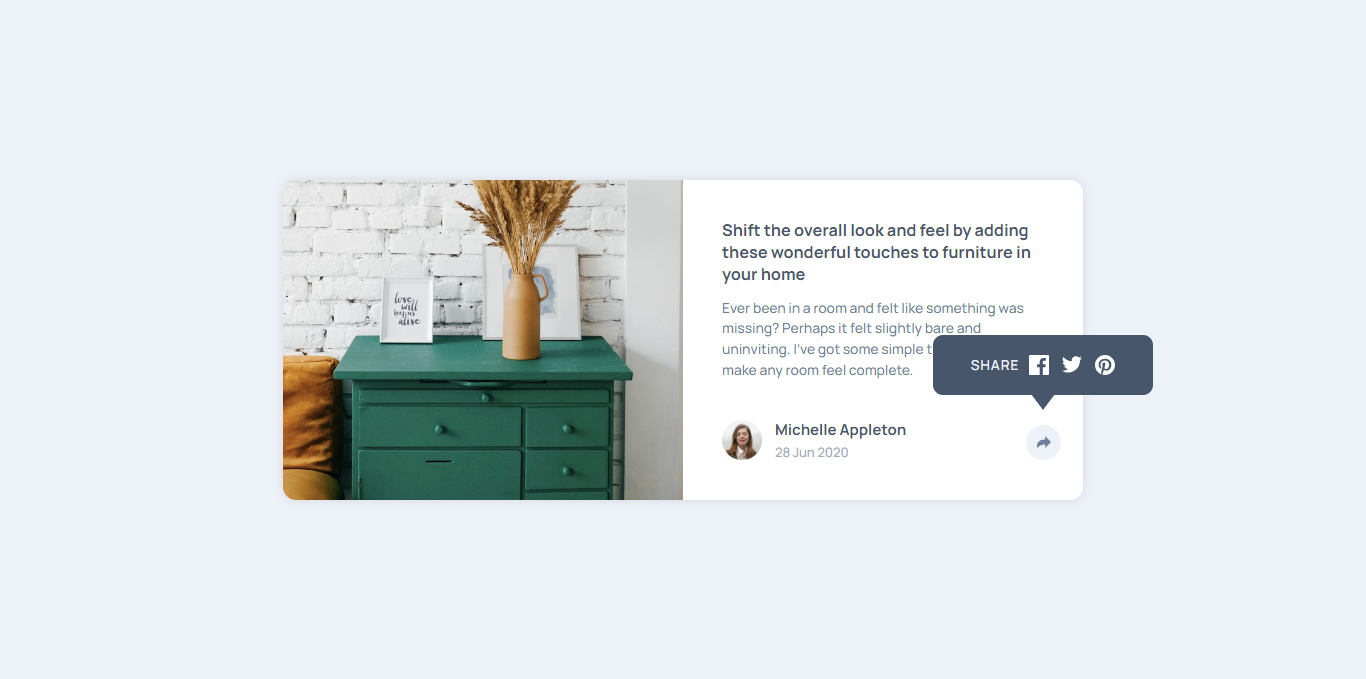 Shift the overall look and feel by adding
these wonderful touches to furniture in
your home
Ever been in a room and felt like something was
missing? Perhaps it felt slightly bare and
uninviting. I've got some simple
make any room feel complete.
SHARE
Michelle Appleton
28 Jun 2020
love
will
keep us
alive